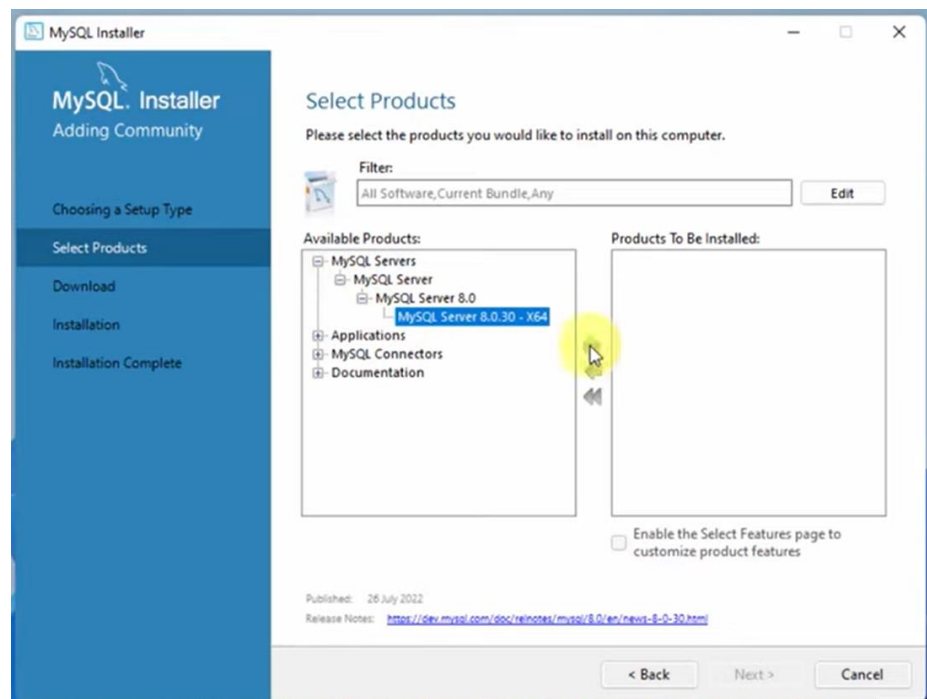 MySQL Installer
MySQL. Installer
Adding Community
Choosing a Setup Type
Select Products
Download
Installation
Installation Complete
Select Products
Please select the products you would like to install on this computer.
Filter:
All Software,Current Bundle,Any
Edit
Available Products:
MySQL Servers
MySQL Server
MySQL Server 8.0
MySQL Server 8.0.30 - X64
Applications
MySQL Connectors
Documentation
Products To Be Installed:
Enable the Select Features page to
customize product features
Published: 26 July 2022
Release Notes: https://dev.mysql.com/doc/relnotes/mysql/8.0/en/news-8-0-30.html
< Back
Next >
Cancel